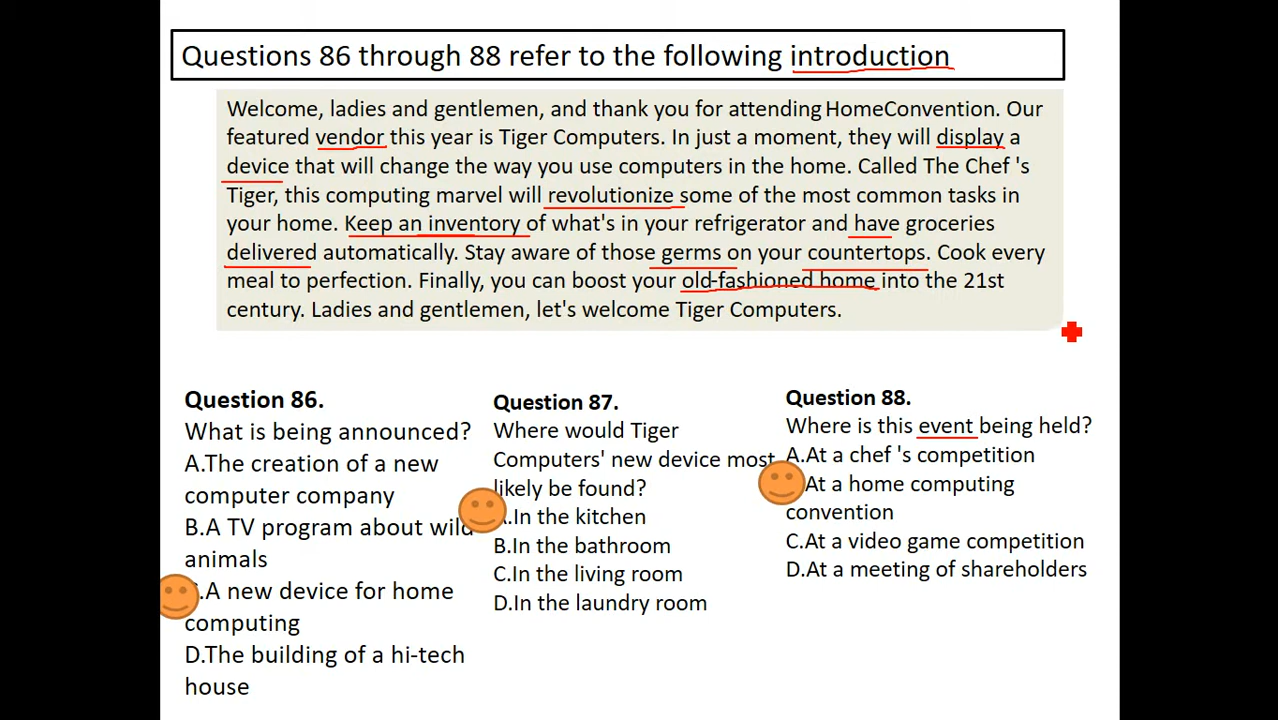 Questions 86 through 88 refer to the following introduction
Welcome, ladies and gentlemen, and thank you for attending HomeConvention. Our
featured vendor this year is Tiger Computers. In just a moment, they will display a
device that will change the way you use computers in the home. Called The Chef 's
Tiger, this computing marvel will revolutionize some of the most common tasks in
your home. Keep an inventory of what's in your refrigerator and have groceries
delivered automatically. Stay aware of those germs on your countertops. Cook every
meal to perfection. Finally, you can boost your old-fashioned home into the 21st
century. Ladies and gentlemen, let's welcome Tiger Computers.
Question 86.
What is being announced?
A.The creation of a new
computer company
B.A TV program about wild
animals
.A new device for home
computing
D.The building of a hi-tech
house
Question 87.
Where would Tiger
Computers' new device most
likely be found?
A.In the kitchen
B.In the bathroom
C.In the living room
D.In the laundry room
Question 88.
Where is this event being held?
A.At a chef 's competition
At a home computing
convention
C.At a video game competition
D.At a meeting of shareholders